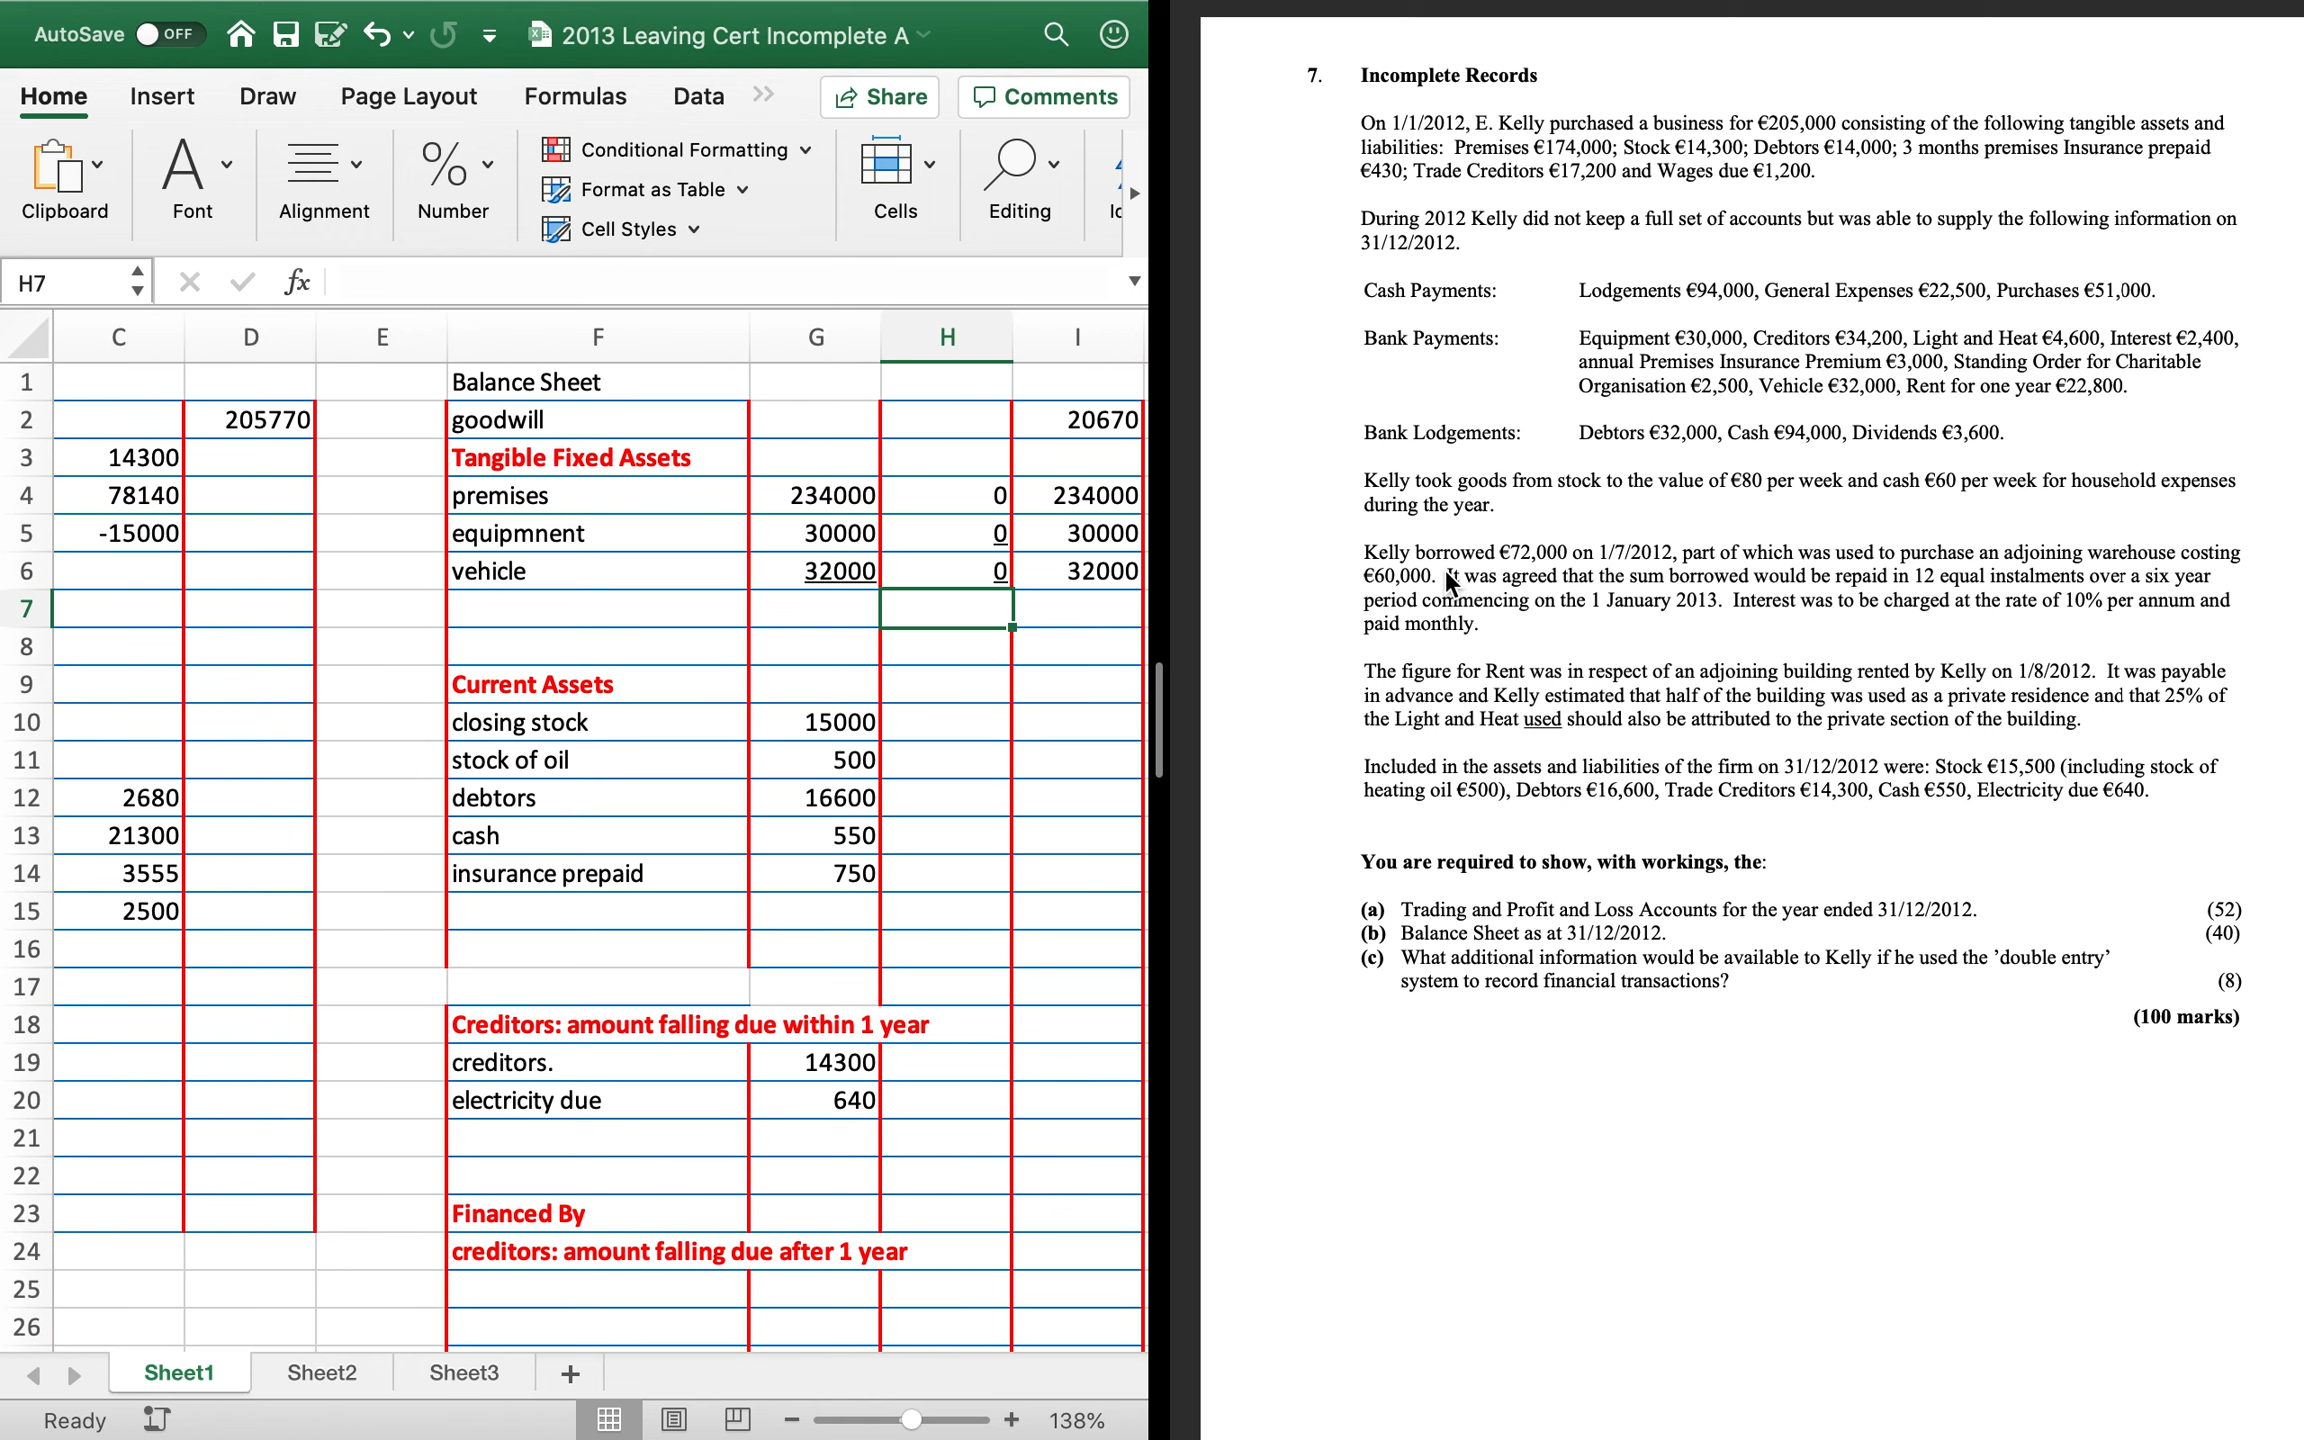 AutoSave OFF 2013 Leaving Cert Incomplete A
Home Insert Draw Page Layout Formulas Data Share Comments
Clipboard Font Alignment Number Conditional Formatting Format as Table Cell Styles Cells Editing
H7 fx
C D E F G H I
1 Balance Sheet
2 205770 goodwill 20670
3 14300 Tangible Fixed Assets
4 78140 premises 234000 0 234000
5 -15000 equipmnent 30000 0 30000
6 vehicle 32000 0 32000
7
8
9 Current Assets
10 closing stock 15000
11 stock of oil 500
12 2680 debtors 16600
13 21300 cash 550
14 3555 insurance prepaid 750
15 2500
16
17
18 Creditors: amount falling due within 1 year
19 creditors. 14300
20 electricity due 640
21
22
23 Financed By
24 creditors: amount falling due after 1 year
25
26
Sheet1 Sheet2 Sheet3 +
Ready 138%
7. Incomplete Records
On 1/1/2012, E. Kelly purchased a business for €205,000 consisting of the following tangible assets and
liabilities: Premises €174,000; Stock €14,300; Debtors €14,000; 3 months premises Insurance prepaid
€430; Trade Creditors €17,200 and Wages due €1,200.
During 2012 Kelly did not keep a full set of accounts but was able to supply the following information on
31/12/2012.
Cash Payments: Lodgements €94,000, General Expenses €22,500, Purchases €51,000.
Bank Payments: Equipment €30,000, Creditors €34,200, Light and Heat €4,600, Interest €2,400,
annual Premises Insurance Premium €3,000, Standing Order for Charitable
Organisation €2,500, Vehicle €32,000, Rent for one year €22,800.
Bank Lodgements: Debtors €32,000, Cash €94,000, Dividends €3,600.
Kelly took goods from stock to the value of €80 per week and cash €60 per week for household expenses
during the year.
Kelly borrowed €72,000 on 1/7/2012, part of which was used to purchase an adjoining warehouse costing
€60,000. It was agreed that the sum borrowed would be repaid in 12 equal instalments over a six year
period commencing on the 1 January 2013. Interest was to be charged at the rate of 10% per annum and
paid monthly.
The figure for Rent was in respect of an adjoining building rented by Kelly on 1/8/2012. It was payable
in advance and Kelly estimated that half of the building was used as a private residence and that 25% of
the Light and Heat used should also be attributed to the private section of the building.
Included in the assets and liabilities of the firm on 31/12/2012 were: Stock €15,500 (including stock of
heating oil €500), Debtors €16,600, Trade Creditors €14,300, Cash €550, Electricity due €640.
You are required to show, with workings, the:
(a) Trading and Profit and Loss Accounts for the year ended 31/12/2012. (52)
(b) Balance Sheet as at 31/12/2012. (40)
(c) What additional information would be available to Kelly if he used the ’double entry’
system to record financial transactions? (8)
(100 marks)